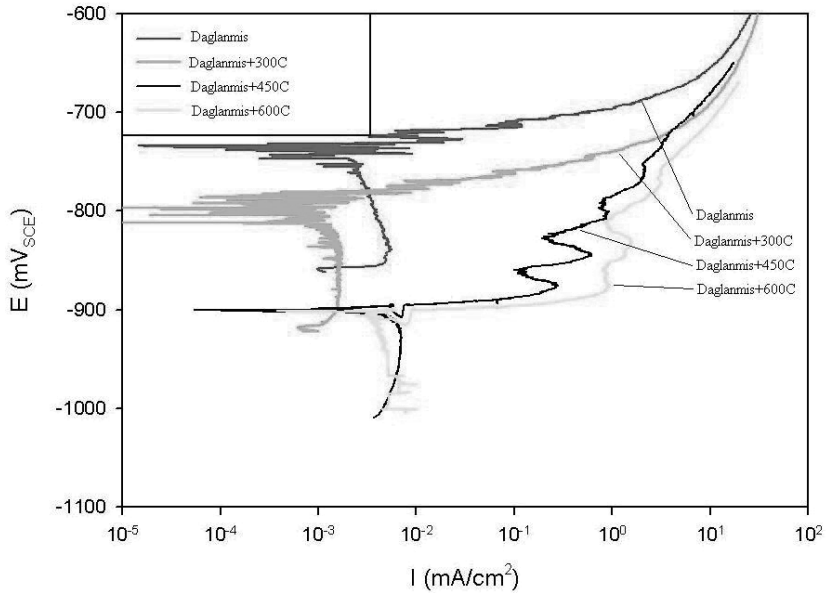 -600
-700
-800
-900
-1000
-1100
E (mV_SCE)
Daglanmis
Daglanmis+300C
Daglanmis+450C
Daglanmis+600C
Daglanmis
Daglanmis+300C
Daglanmis+450C
Daglanmis+600C
10^-5 10^-4 10^-3 10^-2 10^-1 10^0 10^1 10^2
I (mA/cm^2)